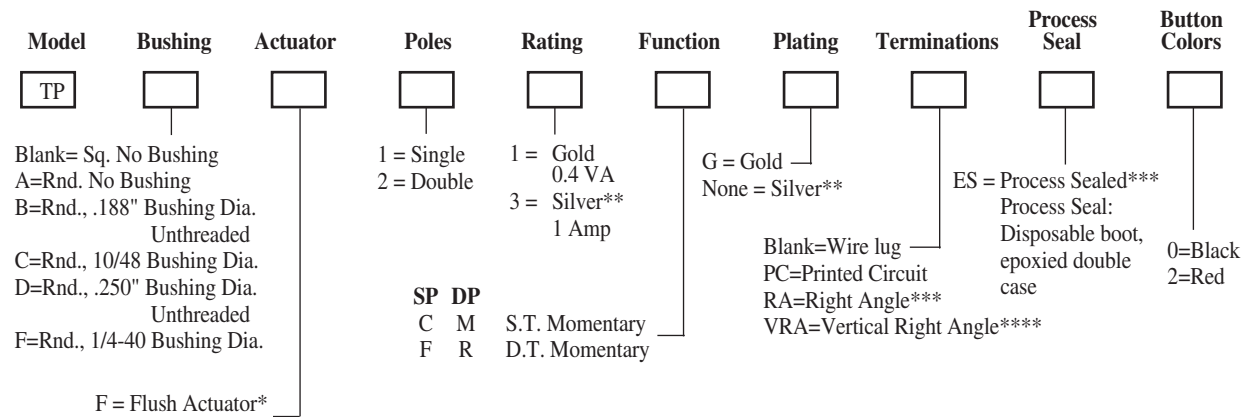 Model Bushing Actuator Poles Rating Function Plating Terminations Process Seal Button Colors
TP
Blank= Sq. No Bushing
A=Rnd. No Bushing
B=Rnd., .188" Bushing Dia.
Unthreaded
C=Rnd., 10/48 Bushing Dia.
D=Rnd., .250" Bushing Dia.
Unthreaded
F=Rnd., 1/4-40 Bushing Dia.
F = Flush Actuator*
1 = Single
2 = Double
1 = Gold
0.4 VA
3 = Silver**
1 Amp
SP DP
C M S.T. Momentary
F R D.T. Momentary
G = Gold
None = Silver**
Blank=Wire lug
PC=Printed Circuit
RA=Right Angle***
VRA=Vertical Right Angle****
ES = Process Sealed***
Process Seal:
Disposable boot,
epoxied double
case
0=Black
2=Red